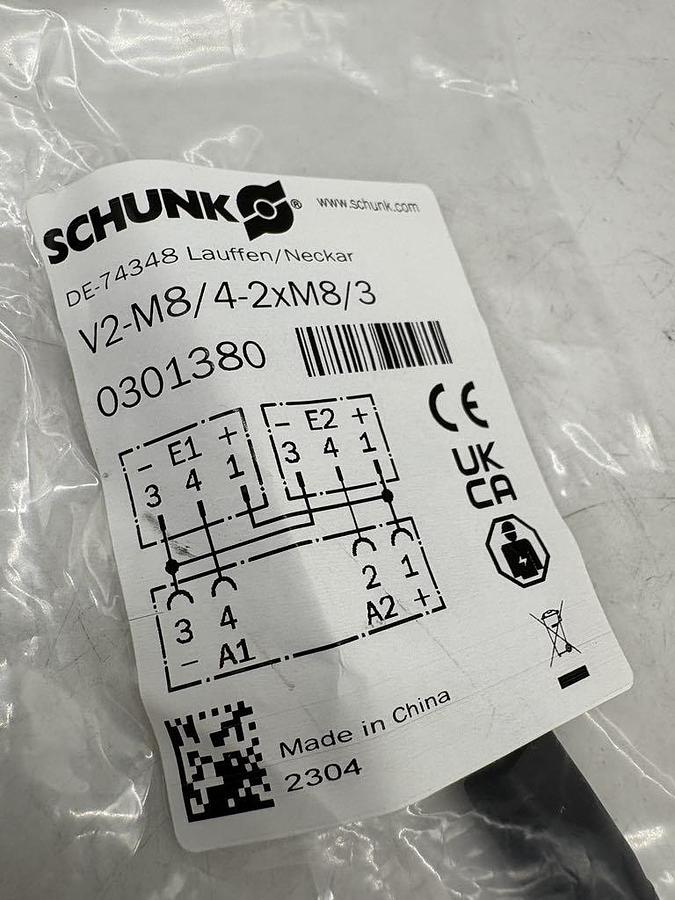 SCHUNK ® www.schunk.com
DE-74348 Lauffen/Neckar
V2-M8/4-2xM8/3
0301380
CE
UK
CA
− E1 +
3 4 1
− E2 +
3 4 1
3 4 2 1
− A1 A2 +
Made in China
2304